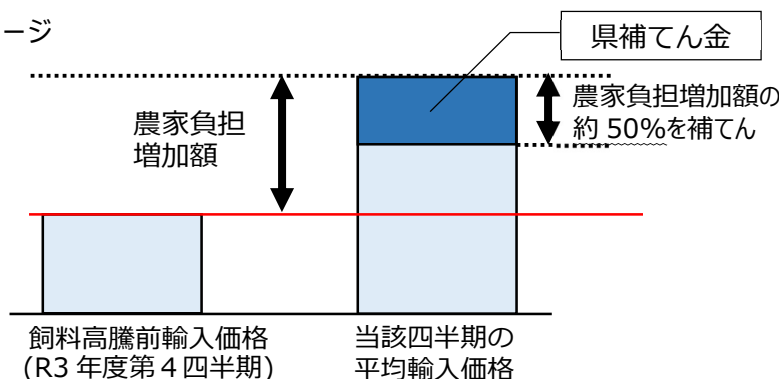 ージ
県補てん金
農家負担
増加額
農家負担増加額の
約 50%を補てん
飼料高騰前輸入価格
(R3 年度第４四半期)
当該四半期の
平均輸入価格